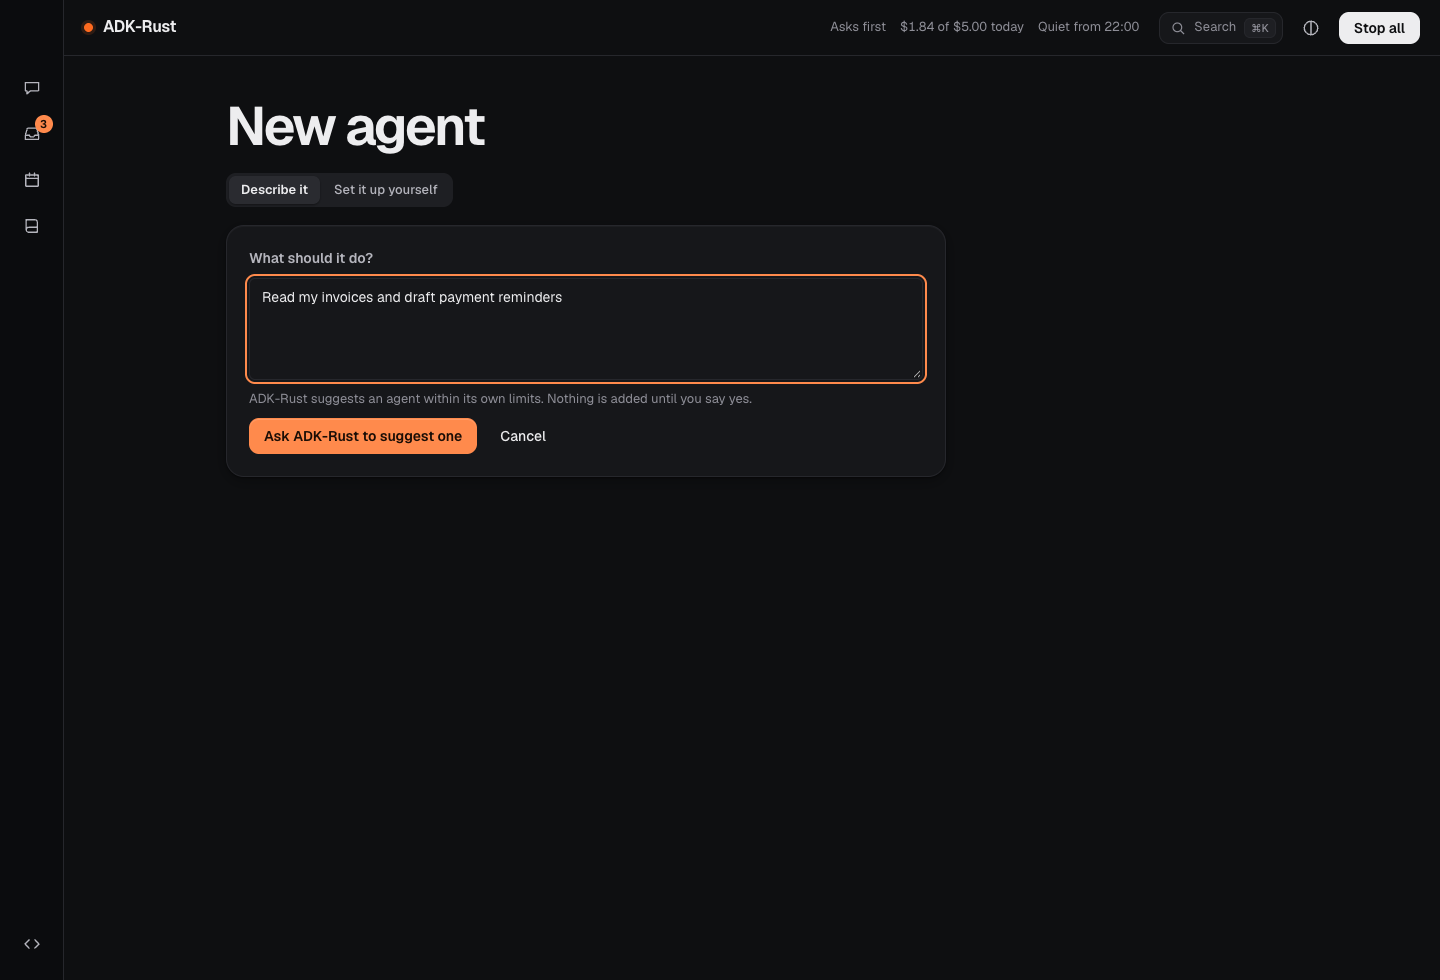 ADK-Rust
Asks first
$1.84 of $5.00 today
Quiet from 22:00
Search
⌘K
Stop all
3
New agent
Describe it
Set it up yourself
What should it do?
Read my invoices and draft payment reminders
ADK-Rust suggests an agent within its own limits. Nothing is added until you say yes.
Ask ADK-Rust to suggest one
Cancel